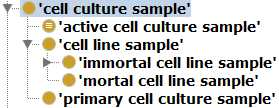 'cell culture sample'
'active cell culture sample'
'cell line sample'
'immortal cell line sample'
'mortal cell line sample'
'primary cell culture sample'